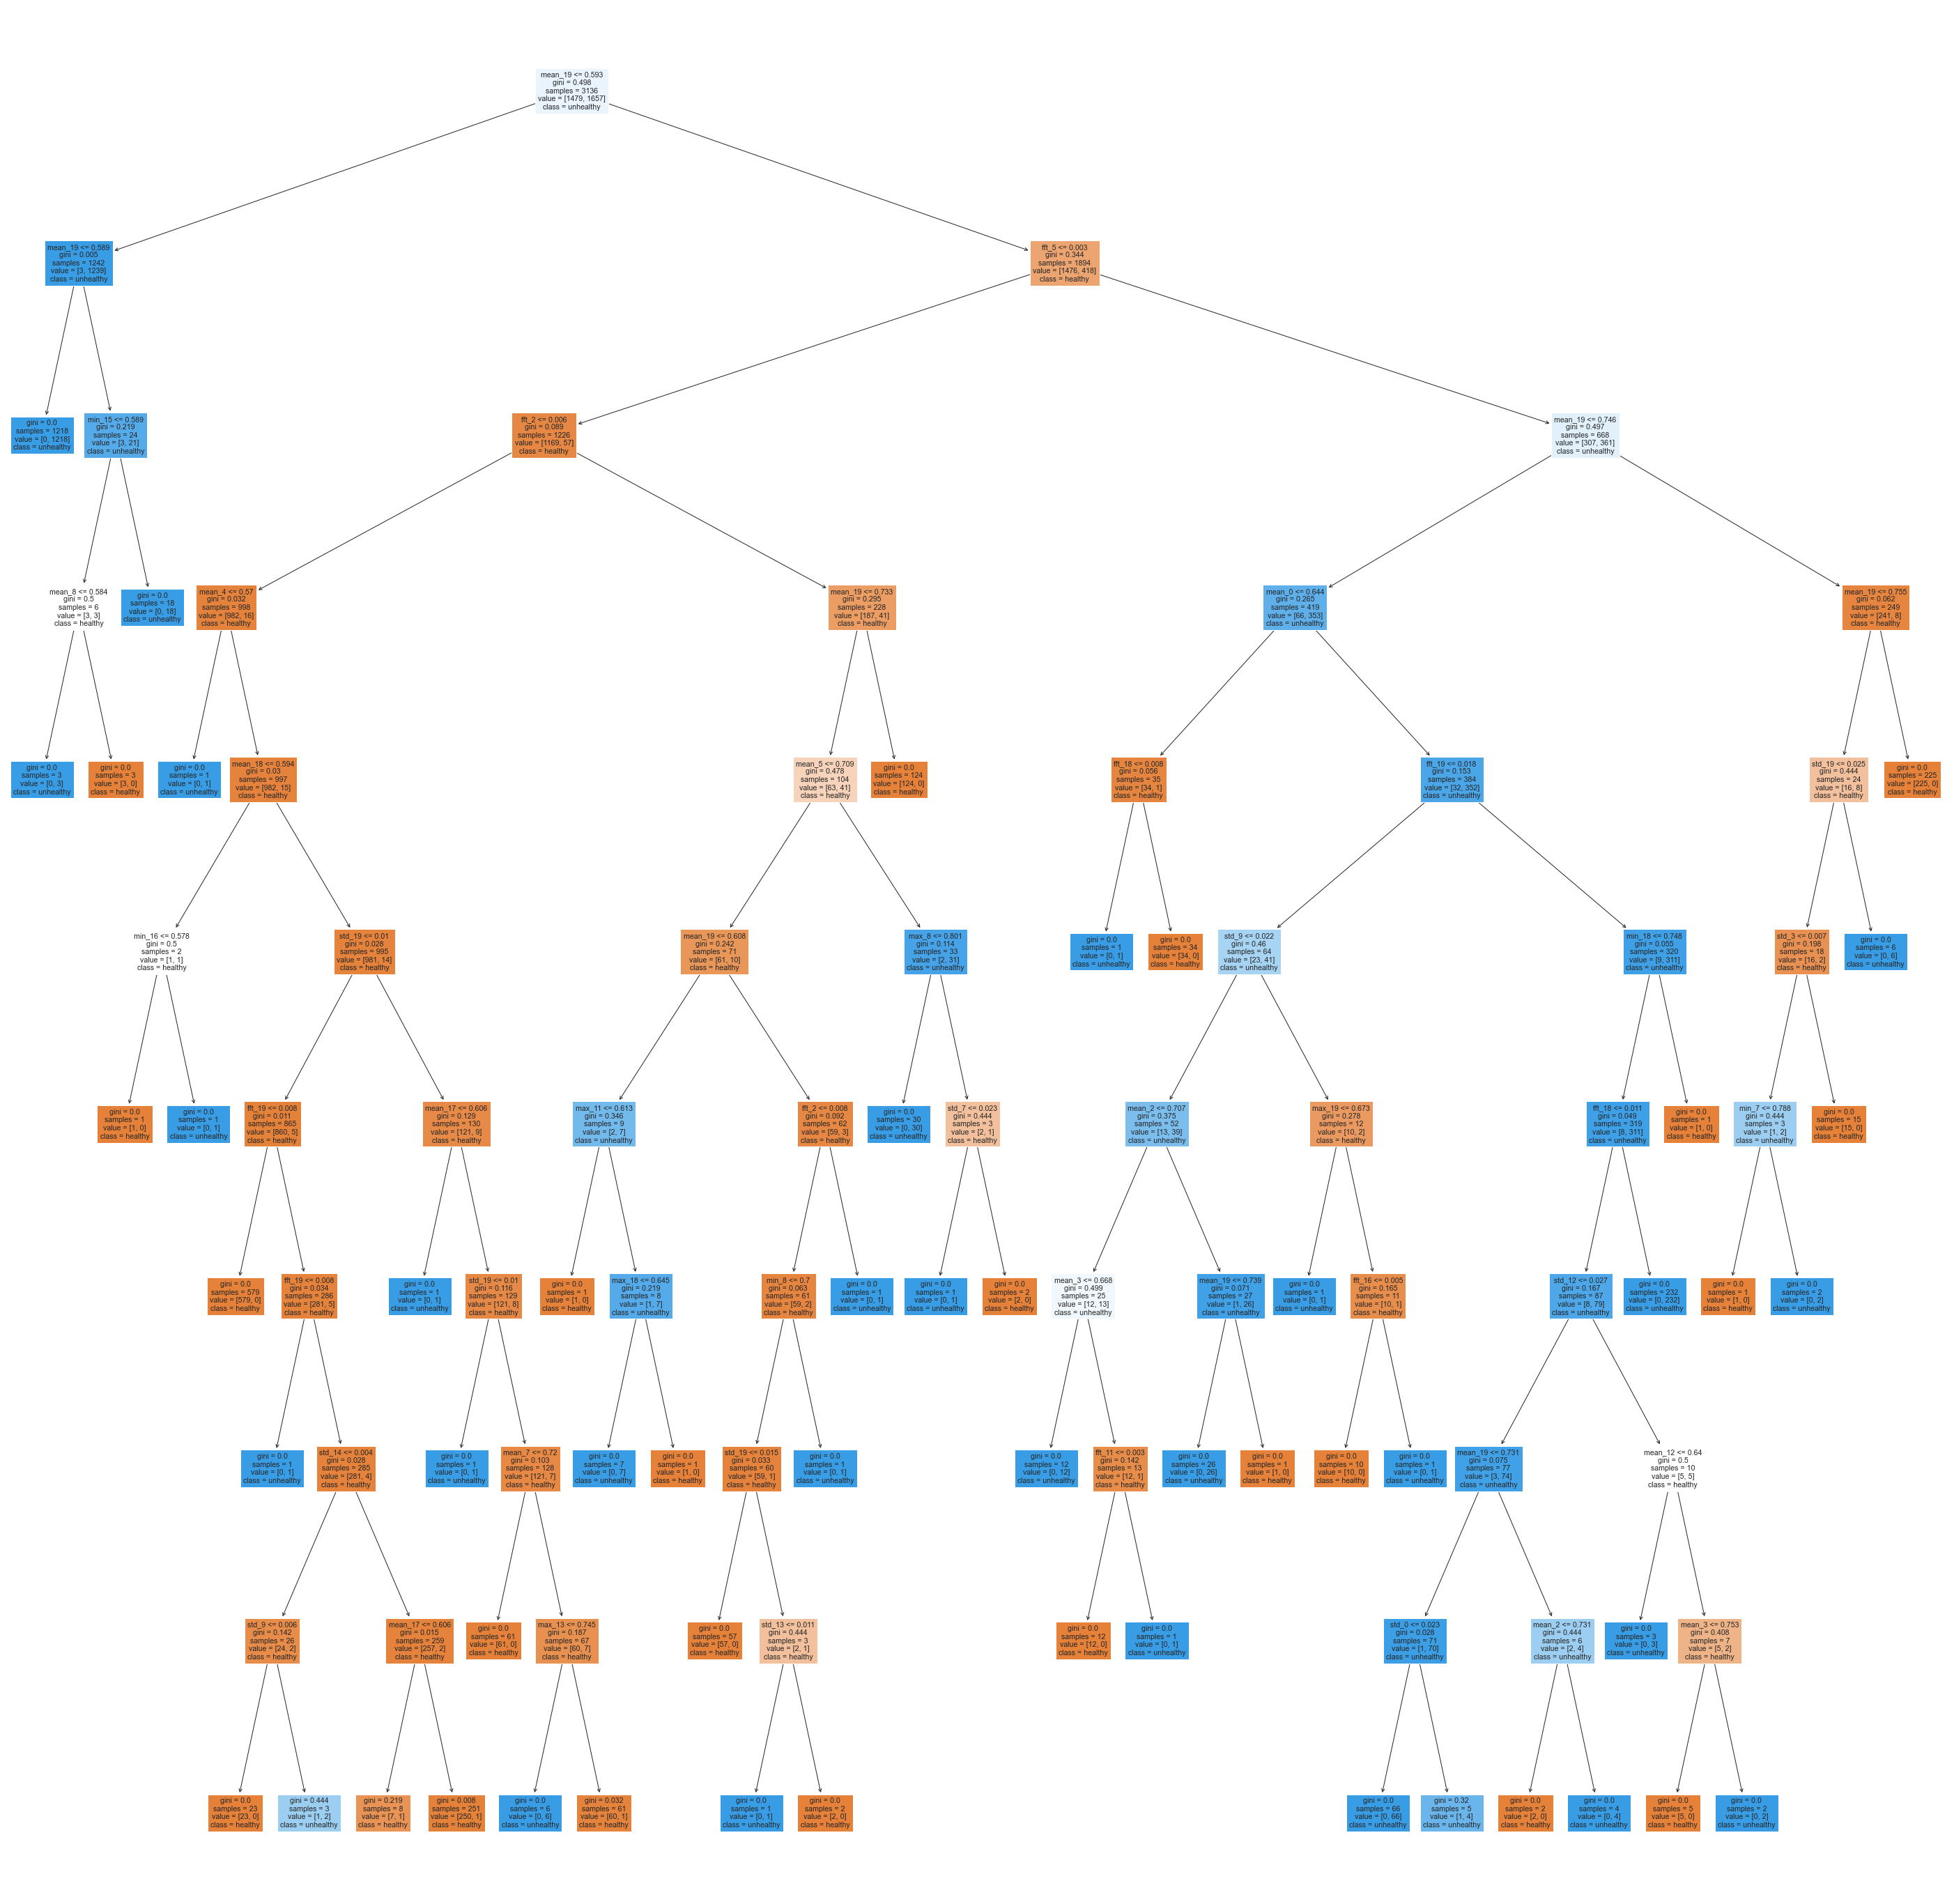 mean_19 <= 0.593
gini = 0.498
samples = 3136
value = [1479, 1657]
class = unhealthy
mean_19 <= 0.589
gini = 0.005
samples = 1242
value = [3, 1239]
class = unhealthy
fft_5 <= 0.003
gini = 0.344
samples = 1894
value = [1476, 418]
class = healthy
gini = 0.0
samples = 1218
value = [0, 1218]
class = unhealthy
min_15 <= 0.589
gini = 0.219
samples = 24
value = [3, 21]
class = unhealthy
fft_2 <= 0.006
gini = 0.089
samples = 1226
value = [1169, 57]
class = healthy
mean_19 <= 0.746
gini = 0.497
samples = 668
value = [307, 361]
class = unhealthy
mean_8 <= 0.584
gini = 0.5
samples = 6
value = [3, 3]
class = healthy
gini = 0.0
samples = 18
value = [0, 18]
class = unhealthy
mean_4 <= 0.57
gini = 0.032
samples = 998
value = [982, 16]
class = healthy
mean_19 <= 0.733
gini = 0.295
samples = 228
value = [187, 41]
class = healthy
mean_0 <= 0.644
gini = 0.265
samples = 419
value = [66, 353]
class = unhealthy
mean_19 <= 0.755
gini = 0.062
samples = 249
value = [241, 8]
class = healthy
gini = 0.0
samples = 3
value = [0, 3]
class = unhealthy
gini = 0.0
samples = 3
value = [3, 0]
class = healthy
gini = 0.0
samples = 1
value = [0, 1]
class = unhealthy
mean_18 <= 0.594
gini = 0.03
samples = 997
value = [982, 15]
class = healthy
mean_5 <= 0.709
gini = 0.478
samples = 104
value = [63, 41]
class = healthy
gini = 0.0
samples = 124
value = [124, 0]
class = healthy
fft_18 <= 0.008
gini = 0.056
samples = 35
value = [34, 1]
class = healthy
fft_19 <= 0.018
gini = 0.153
samples = 384
value = [32, 352]
class = unhealthy
std_19 <= 0.025
gini = 0.444
samples = 24
value = [16, 8]
class = healthy
gini = 0.0
samples = 225
value = [225, 0]
class = healthy
min_16 <= 0.578
gini = 0.5
samples = 2
value = [1, 1]
class = healthy
std_19 <= 0.01
gini = 0.028
samples = 995
value = [981, 14]
class = healthy
mean_19 <= 0.608
gini = 0.242
samples = 71
value = [61, 10]
class = healthy
max_8 <= 0.801
gini = 0.114
samples = 33
value = [2, 31]
class = unhealthy
gini = 0.0
samples = 1
value = [0, 1]
class = unhealthy
gini = 0.0
samples = 34
value = [34, 0]
class = healthy
std_9 <= 0.022
gini = 0.46
samples = 64
value = [23, 41]
class = unhealthy
min_18 <= 0.748
gini = 0.055
samples = 320
value = [9, 311]
class = unhealthy
std_3 <= 0.007
gini = 0.198
samples = 18
value = [16, 2]
class = healthy
gini = 0.0
samples = 6
value = [0, 6]
class = unhealthy
gini = 0.0
samples = 1
value = [1, 0]
class = healthy
gini = 0.0
samples = 1
value = [0, 1]
class = unhealthy
fft_19 <= 0.008
gini = 0.011
samples = 865
value = [860, 5]
class = healthy
mean_17 <= 0.606
gini = 0.129
samples = 130
value = [121, 9]
class = healthy
max_11 <= 0.613
gini = 0.346
samples = 9
value = [2, 7]
class = unhealthy
fft_2 <= 0.008
gini = 0.092
samples = 62
value = [59, 3]
class = healthy
gini = 0.0
samples = 30
value = [0, 30]
class = unhealthy
std_7 <= 0.023
gini = 0.444
samples = 3
value = [2, 1]
class = healthy
mean_2 <= 0.707
gini = 0.375
samples = 52
value = [13, 39]
class = unhealthy
max_19 <= 0.673
gini = 0.278
samples = 12
value = [10, 2]
class = healthy
fft_18 <= 0.011
gini = 0.049
samples = 319
value = [8, 311]
class = unhealthy
gini = 0.0
samples = 1
value = [1, 0]
class = healthy
min_7 <= 0.788
gini = 0.444
samples = 3
value = [1, 2]
class = unhealthy
gini = 0.0
samples = 15
value = [15, 0]
class = healthy
gini = 0.0
samples = 579
value = [579, 0]
class = healthy
fft_19 <= 0.008
gini = 0.034
samples = 286
value = [281, 5]
class = healthy
gini = 0.0
samples = 1
value = [0, 1]
class = unhealthy
std_19 <= 0.01
gini = 0.116
samples = 129
value = [121, 8]
class = healthy
gini = 0.0
samples = 1
value = [1, 0]
class = healthy
max_18 <= 0.645
gini = 0.219
samples = 8
value = [1, 7]
class = unhealthy
min_8 <= 0.7
gini = 0.063
samples = 61
value = [59, 2]
class = healthy
gini = 0.0
samples = 1
value = [0, 1]
class = unhealthy
gini = 0.0
samples = 1
value = [0, 1]
class = unhealthy
gini = 0.0
samples = 2
value = [2, 0]
class = healthy
mean_3 <= 0.668
gini = 0.499
samples = 25
value = [12, 13]
class = unhealthy
mean_19 <= 0.739
gini = 0.071
samples = 27
value = [1, 26]
class = unhealthy
gini = 0.0
samples = 1
value = [0, 1]
class = unhealthy
fft_16 <= 0.005
gini = 0.165
samples = 11
value = [10, 1]
class = healthy
std_12 <= 0.027
gini = 0.167
samples = 87
value = [8, 79]
class = unhealthy
gini = 0.0
samples = 232
value = [0, 232]
class = unhealthy
gini = 0.0
samples = 1
value = [1, 0]
class = healthy
gini = 0.0
samples = 2
value = [0, 2]
class = unhealthy
gini = 0.0
samples = 1
value = [0, 1]
class = unhealthy
std_14 <= 0.004
gini = 0.028
samples = 285
value = [281, 4]
class = healthy
gini = 0.0
samples = 1
value = [0, 1]
class = unhealthy
mean_7 <= 0.72
gini = 0.103
samples = 128
value = [121, 7]
class = healthy
gini = 0.0
samples = 7
value = [0, 7]
class = unhealthy
gini = 0.0
samples = 1
value = [1, 0]
class = healthy
std_19 <= 0.015
gini = 0.033
samples = 60
value = [59, 1]
class = healthy
gini = 0.0
samples = 1
value = [0, 1]
class = unhealthy
gini = 0.0
samples = 12
value = [0, 12]
class = unhealthy
fft_11 <= 0.003
gini = 0.142
samples = 13
value = [12, 1]
class = healthy
gini = 0.0
samples = 26
value = [0, 26]
class = unhealthy
gini = 0.0
samples = 1
value = [1, 0]
class = healthy
gini = 0.0
samples = 10
value = [10, 0]
class = healthy
gini = 0.0
samples = 1
value = [0, 1]
class = unhealthy
mean_19 <= 0.731
gini = 0.075
samples = 77
value = [3, 74]
class = unhealthy
mean_12 <= 0.64
gini = 0.5
samples = 10
value = [5, 5]
class = healthy
std_9 <= 0.006
gini = 0.142
samples = 26
value = [24, 2]
class = healthy
mean_17 <= 0.606
gini = 0.015
samples = 259
value = [257, 2]
class = healthy
gini = 0.0
samples = 61
value = [61, 0]
class = healthy
max_13 <= 0.745
gini = 0.187
samples = 67
value = [60, 7]
class = healthy
gini = 0.0
samples = 57
value = [57, 0]
class = healthy
std_13 <= 0.011
gini = 0.444
samples = 3
value = [2, 1]
class = healthy
gini = 0.0
samples = 12
value = [12, 0]
class = healthy
gini = 0.0
samples = 1
value = [0, 1]
class = unhealthy
std_0 <= 0.023
gini = 0.028
samples = 71
value = [1, 70]
class = unhealthy
mean_2 <= 0.731
gini = 0.444
samples = 6
value = [2, 4]
class = unhealthy
gini = 0.0
samples = 3
value = [0, 3]
class = unhealthy
mean_3 <= 0.753
gini = 0.408
samples = 7
value = [5, 2]
class = healthy
gini = 0.0
samples = 23
value = [23, 0]
class = healthy
gini = 0.444
samples = 3
value = [1, 2]
class = unhealthy
gini = 0.219
samples = 8
value = [7, 1]
class = healthy
gini = 0.008
samples = 251
value = [250, 1]
class = healthy
gini = 0.0
samples = 6
value = [0, 6]
class = unhealthy
gini = 0.032
samples = 61
value = [60, 1]
class = healthy
gini = 0.0
samples = 1
value = [0, 1]
class = unhealthy
gini = 0.0
samples = 2
value = [2, 0]
class = healthy
gini = 0.0
samples = 66
value = [0, 66]
class = unhealthy
gini = 0.32
samples = 5
value = [1, 4]
class = unhealthy
gini = 0.0
samples = 2
value = [2, 0]
class = healthy
gini = 0.0
samples = 4
value = [0, 4]
class = unhealthy
gini = 0.0
samples = 5
value = [5, 0]
class = healthy
gini = 0.0
samples = 2
value = [0, 2]
class = unhealthy